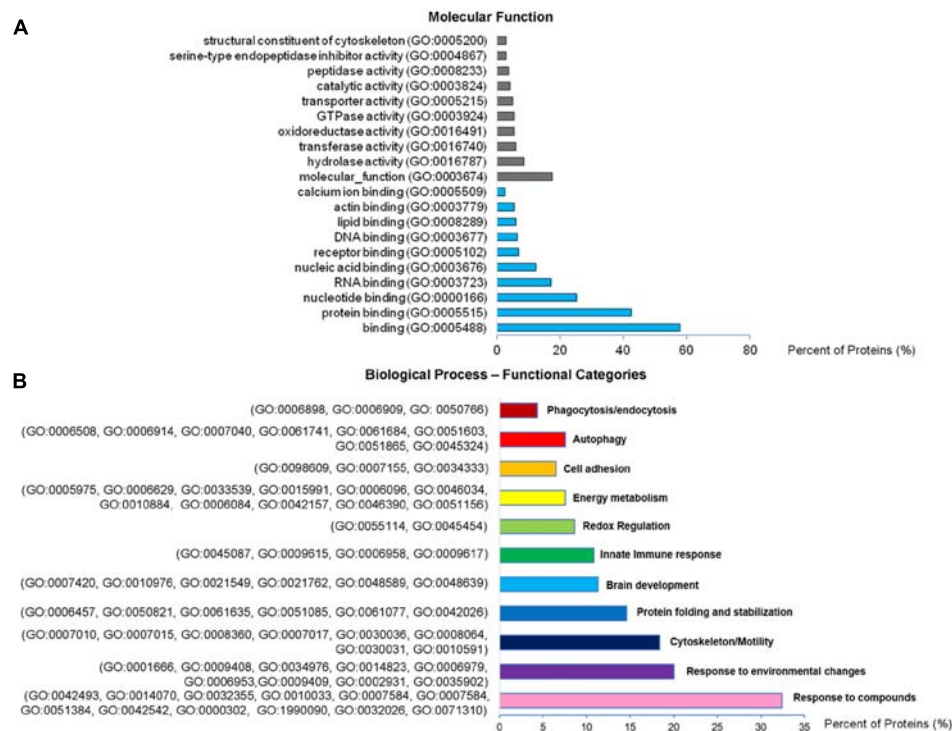 A
Molecular Function
structural constituent of cytoskeleton (GO:0005200)
serine-type endopeptidase inhibitor activity (GO:0004867)
peptidase activity (GO:0008233)
catalytic activity (GO:0003824)
transporter activity (GO:0005215)
GTPase activity (GO:0003924)
oxidoreductase activity (GO:0016491)
transferase activity (GO:0016740)
hydrolase activity (GO:0016787)
molecular_function (GO:0003674)
calcium ion binding (GO:0005509)
actin binding (GO:0003779)
lipid binding (GO:0008289)
DNA binding (GO:0003677)
receptor binding (GO:0005102)
nucleic acid binding (GO:0003676)
RNA binding (GO:0003723)
nucleotide binding (GO:0000166)
protein binding (GO:0005515)
binding (GO:0005488)
0 20 40 60 80 Percent of Proteins (%)
B
Biological Process – Functional Categories
(GO:0006898, GO:0006909, GO: 0050766) Phagocytosis/endocytosis
(GO:0006508, GO:0006914, GO:0007040, GO:0061741, GO:0061684, GO:0051603,
GO:0051865, GO:0045324) Autophagy
(GO:0098609, GO:0007155, GO:0034333) Cell adhesion
(GO:0005975, GO:0006629, GO:0033539, GO:0015991, GO:0006096, GO:0046034,
GO:0010884, GO:0006084, GO:0042157, GO:0046390, GO:0051156) Energy metabolism
(GO:0055114, GO:0045454) Redox Regulation
(GO:0045087, GO:0009615, GO:0006958, GO:0009617) Innate Immune response
(GO:0007420, GO:0010976, GO:0021549, GO:0021762, GO:0048589, GO:0048639) Brain development
(GO:0006457, GO:0050821, GO:0061635, GO:0051085, GO:0061077, GO:0042026) Protein folding and stabilization
(GO:0007010, GO:0007015, GO:0008360, GO:0007017, GO:0030036, GO:0008064,
GO:0030031, GO:0010591) Cytoskeleton/Motility
(GO:0001666, GO:0009408, GO:0034976, GO:0014823, GO:0006979,
GO:0006953,GO:0009409, GO:0002931, GO:0035902) Response to environmental changes
(GO:0042493, GO:0014070, GO:0032355, GO:0010033, GO:0007584, GO:0007584,
GO:0051384, GO:0042542, GO:0000302, GO:1990090, GO:0032026, GO:0071310) Response to compounds
0 5 10 15 20 25 30 35 Percent of Proteins (%)